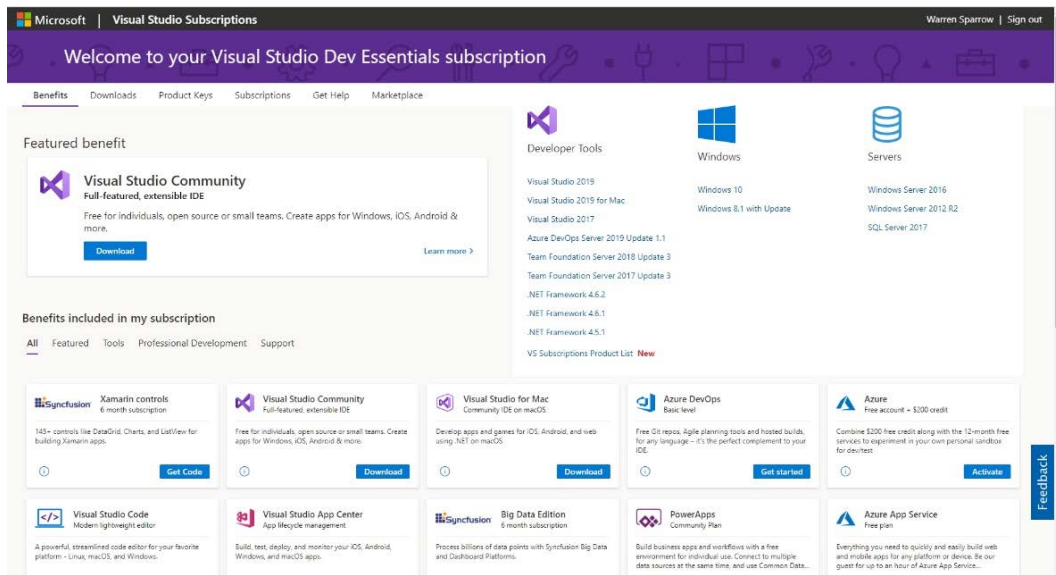 Microsoft | Visual Studio Subscriptions
Warren Sparrow | Sign out
Welcome to your Visual Studio Dev Essentials subscription
Benefits Downloads Product Keys Subscriptions Get Help Marketplace
Featured benefit
Visual Studio Community
Full-featured, extensible IDE
Free for individuals, open source or small teams. Create apps for Windows, iOS, Android &
more.
Download
Learn more >
Developer Tools
Visual Studio 2019
Visual Studio 2019 for Mac
Visual Studio 2017
Azure DevOps Server 2019 Update 1.1
Team Foundation Server 2018 Update 3
Team Foundation Server 2017 Update 3
.NET Framework 4.6.2
.NET Framework 4.6.1
.NET Framework 4.5.1
VS Subscriptions Product List New
Windows
Windows 10
Windows 8.1 with Update
Servers
Windows Server 2016
Windows Server 2012 R2
SQL Server 2017
Benefits included in my subscription
All Featured Tools Professional Development Support
Syncfusion
Xamarin controls
6 month subscription
145+ controls like DataGrid, Charts, and ListView for
building Xamarin apps.
Get Code
Visual Studio Community
Full-featured, extensible IDE
Free for individuals, open source or small teams. Create
apps for Windows, iOS, Android & more.
Download
Visual Studio for Mac
Community IDE on macOS
Develop apps and games for iOS, Android, and web
using .NET on macOS.
Download
Azure DevOps
Basic level
Free Git repos, Agile planning tools and hosted builds,
for any language – it's the perfect complement to your
IDE.
Get started
Azure
Free account + $200 credit
Combine $200 free credit along with the 12-month free
services to experiment in your own personal sandbox
for dev/test
Activate
Feedback
Visual Studio Code
Modern lightweight editor
A powerful, streamlined code editor for your favorite
platform - Linux, macOS, and Windows.
Visual Studio App Center
App lifecycle management
Build, test, deploy, and monitor your iOS, Android,
Windows, and macOS apps.
Syncfusion
Big Data Edition
6 month subscription
Process billions of data points with Syncfusion Big Data
and Dashboard Platforms.
PowerApps
Community Plan
Build business apps and workflows with a free
environment for individual use. Connect to multiple
data sources at the same time, and use Common Data...
Azure App Service
Free plan
Everything you need to quickly and easily build web
and mobile apps for any platform or device. Be our
guest for up to an hour of Azure App Service...